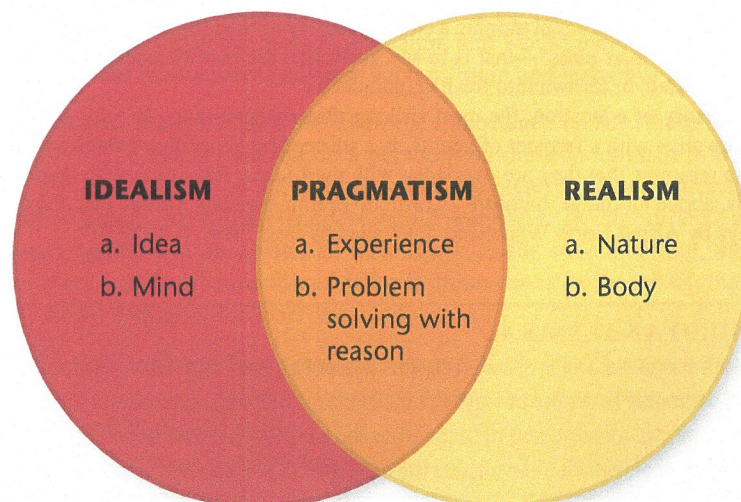 IDEALISM
a. Idea
b. Mind
PRAGMATISM
a. Experience
b. Problem
solving with
reason
REALISM
a. Nature
b. Body